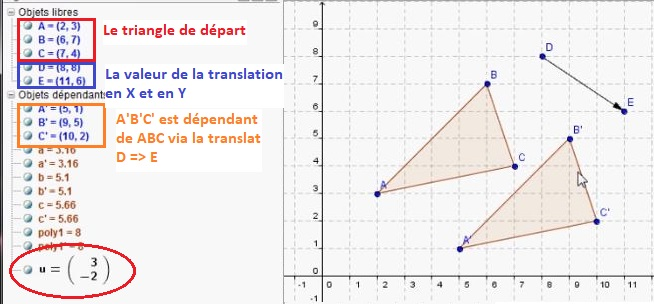 Objets libres
A = (2, 3)
B = (6, 7)
C = (7, 4)
D = (8, 8)
E = (11, 6)
Le triangle de départ
La valeur de la translation
en X et en Y
Objets dépendant
A' = (5, 1)
B' = (9, 5)
C' = (10, 2)
A'B'C' est dépendant
de ABC via la translat
D => E
a = 3.16
a' = 3.16
b = 5.1
b' = 5.1
c = 5.66
c' = 5.66
poly1 = 8
poly1' = 8
u = ( 3
-2 )
9
8
7
6
5
4
3
2
1
0
-1
-1 0 1 2 3 4 5 6 7 8 9 10 11
A
B
C
D
E
A'
B'
C'